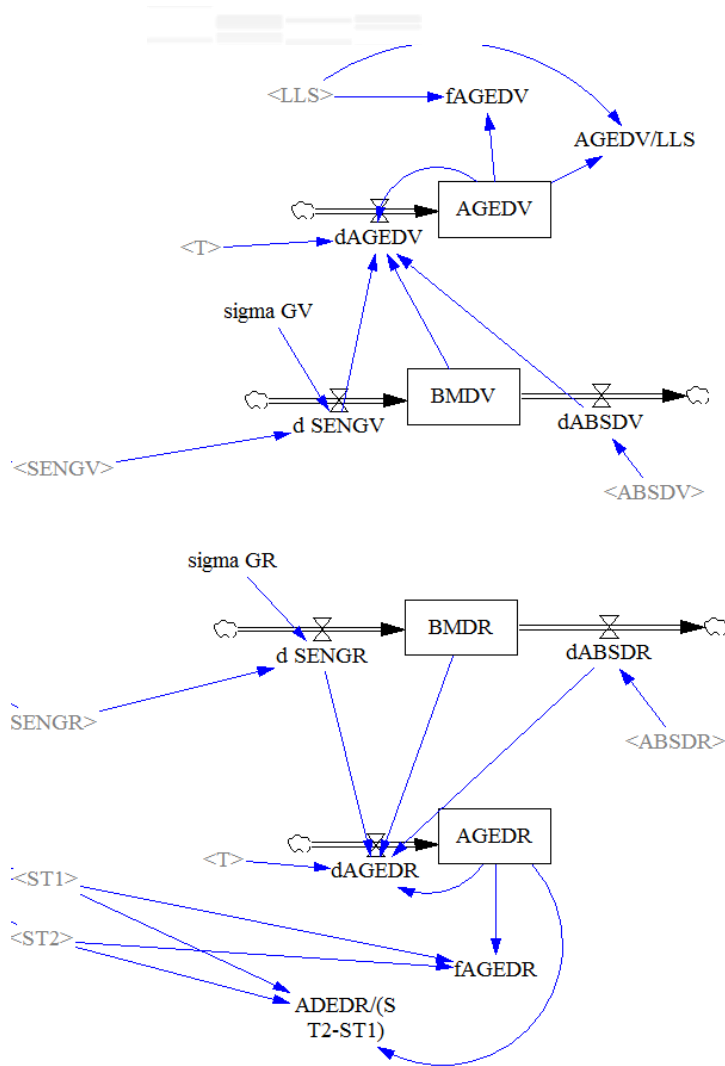 <LLS>
fAGEDV
AGEDV/LLS
AGEDV
dAGEDV
<T>
sigma GV
BMDV
d SENGV
dABSDV
<SENGV>
<ABSDV>
sigma GR
BMDR
d SENGR
dABSDR
SENGR>
<ABSDR>
AGEDR
<T>
dAGEDR
<ST1>
<ST2>
fAGEDR
ADEDR/(S
T2-ST1)